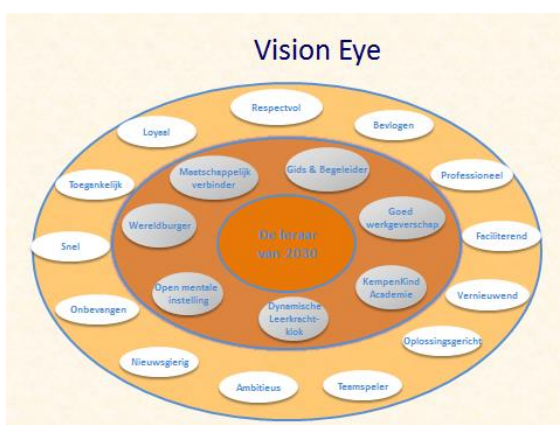 Vision Eye
Respectvol
Bevlogen
Loyaal
Professioneel
Toegankelijk
Faciliterend
Snel
Vernieuwend
Onbevangen
Oplossingsgericht
Nieuwsgierig
Teamspeler
Ambitieus
Maatschappelijk
verbinder
Gids & Begeleider
Wereldburger
Goed
werkgeverschap
Open mentale
instelling
KempenKind
Academie
Dynamische
Leerkracht-
klok
De leraar
van 2030